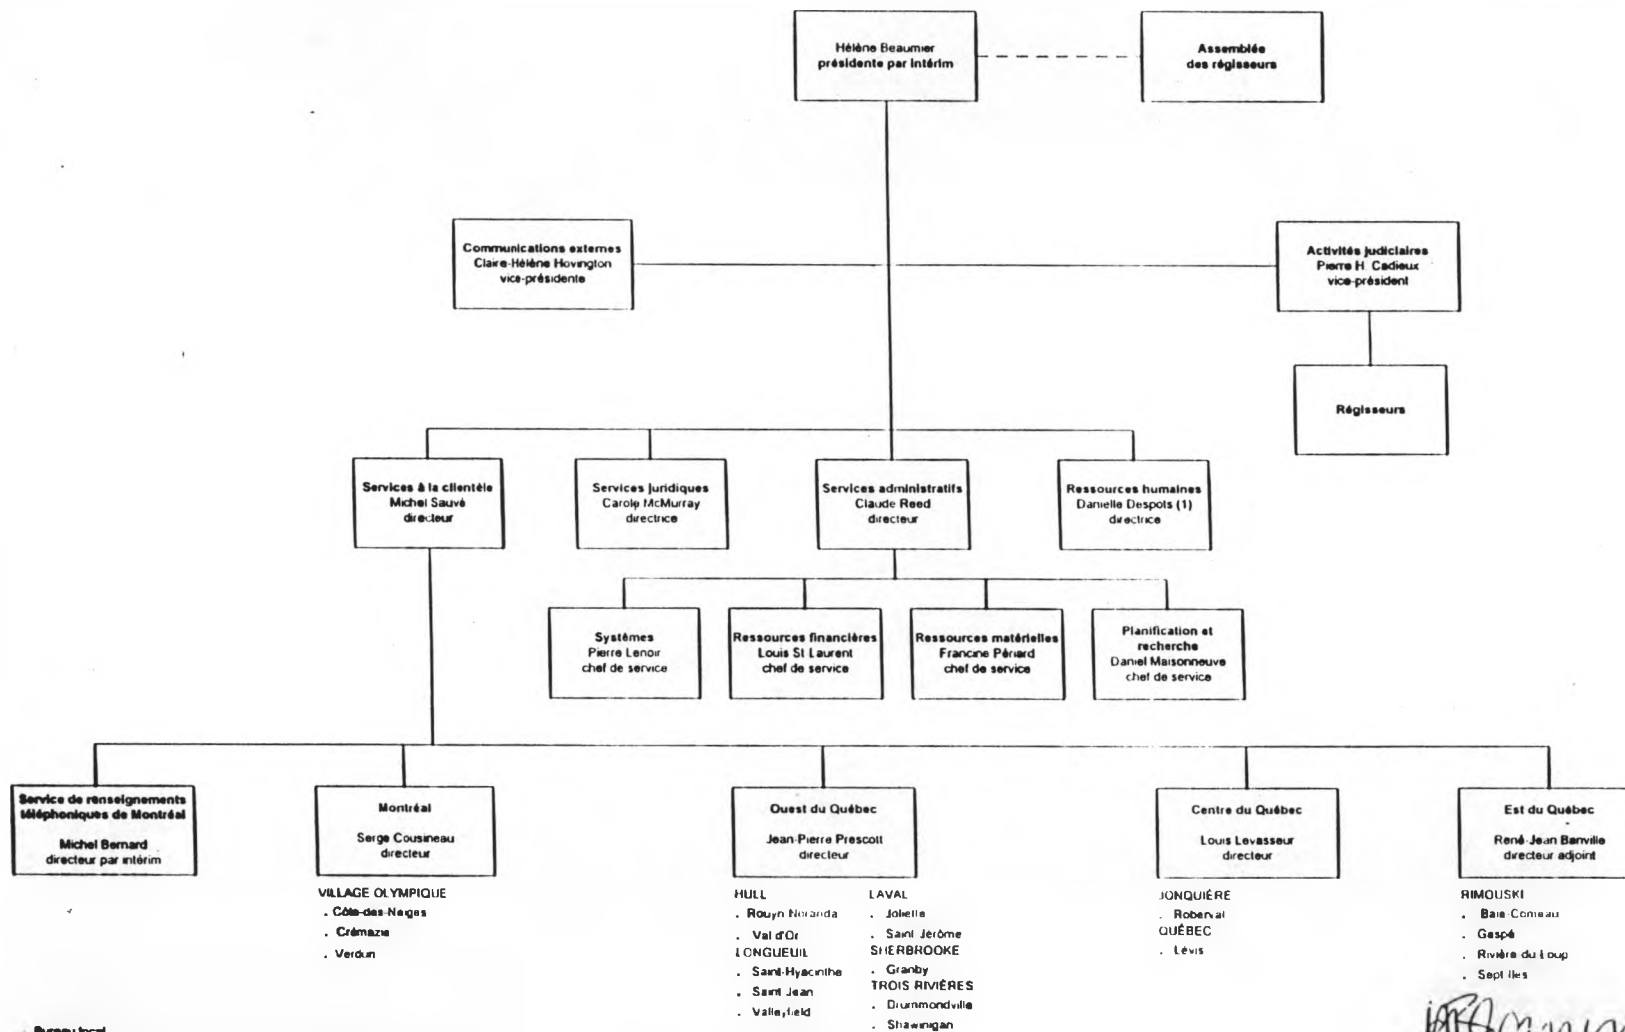 Hélène Beaumier
présidente par intérim
Assemblée
des régisseurs
Communications externes
Claire-Hélène Hovington
vice-présidente
Activités judiciaires
Pierre H. Cadieux
vice-président
Régisseurs
Services à la clientèle
Michel Sauvé
directeur
Services juridiques
Carole McMurray
directrice
Services administratifs
Claude Reed
directeur
Ressources humaines
Danielle Despots (1)
directrice
Systèmes
Pierre Lenoir
chef de service
Ressources financières
Louis St Laurent
chef de service
Ressources matérielles
Francine Périard
chef de service
Planification et
recherche
Daniel Maisonneuve
chef de service
Service de renseignements
téléphoniques de Montréal
Michel Bernard
directeur par intérim
Montréal
Serge Cousineau
directeur
Ouest du Québec
Jean-Pierre Prescott
directeur
Centre du Québec
Louis Levasseur
directeur
Est du Québec
René-Jean Banville
directeur adjoint
VILLAGE OLYMPIQUE
. Côte-des-Neiges
. Crémazie
. Verdun
HULL
. Rouyn Noranda
. Val d'Or
LONGUEUIL
. Saint-Hyacinthe
. Saint Jean
. Valleyfield
LAVAL
. Joliette
. Saint Jérôme
SHERBROOKE
. Granby
TROIS RIVIÈRES
. Drummondville
. Shawinigan
JONQUIÈRE
. Roberval
QUÉBEC
. Lévis
RIMOUSKI
. Baie-Comeau
. Gaspé
. Rivière du Loup
. Sept Iles
. Bureau local